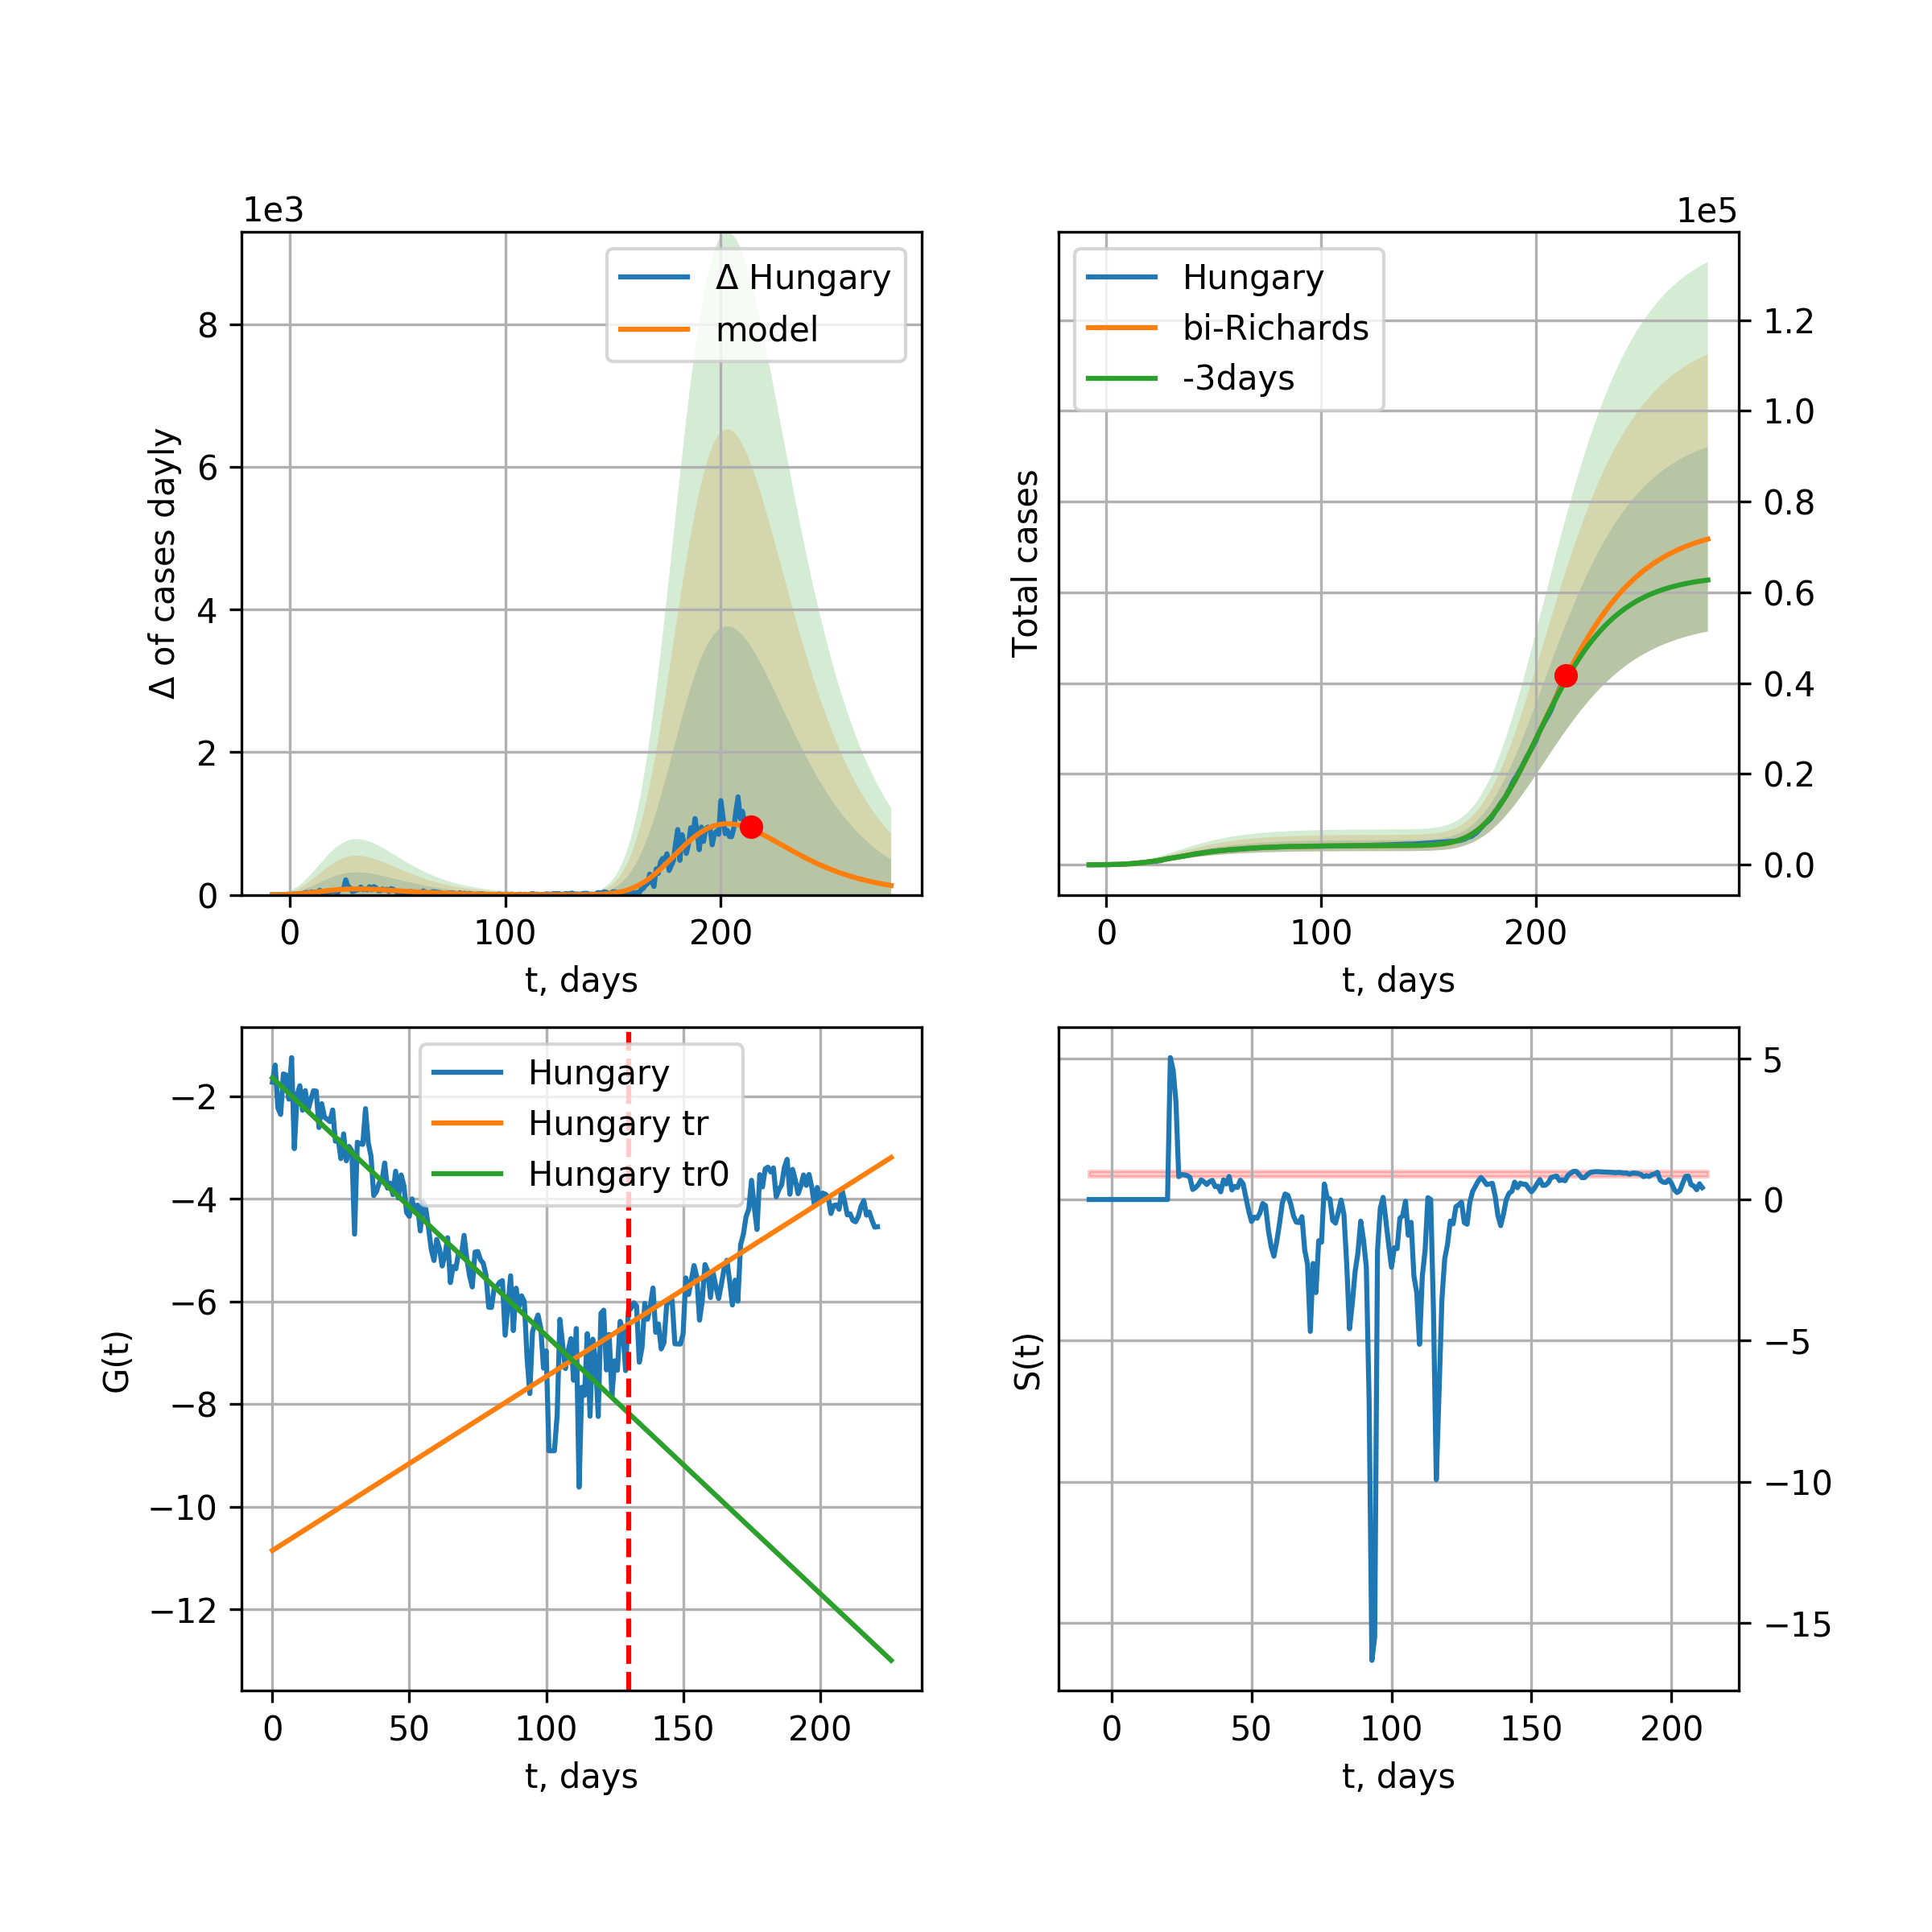 1e3
Δ of cases dayly
8
6
4
2
0
0 100 200
t, days
Δ Hungary
model
1e5
Total cases
1.2
1.0
0.8
0.6
0.4
0.2
0.0
0 100 200
t, days
Hungary
bi-Richards
-3days
G(t)
−2
−4
−6
−8
−10
−12
0 50 100 150 200
t, days
Hungary
Hungary tr
Hungary tr0
S(t)
5
0
−5
−10
−15
0 50 100 150 200
t, days